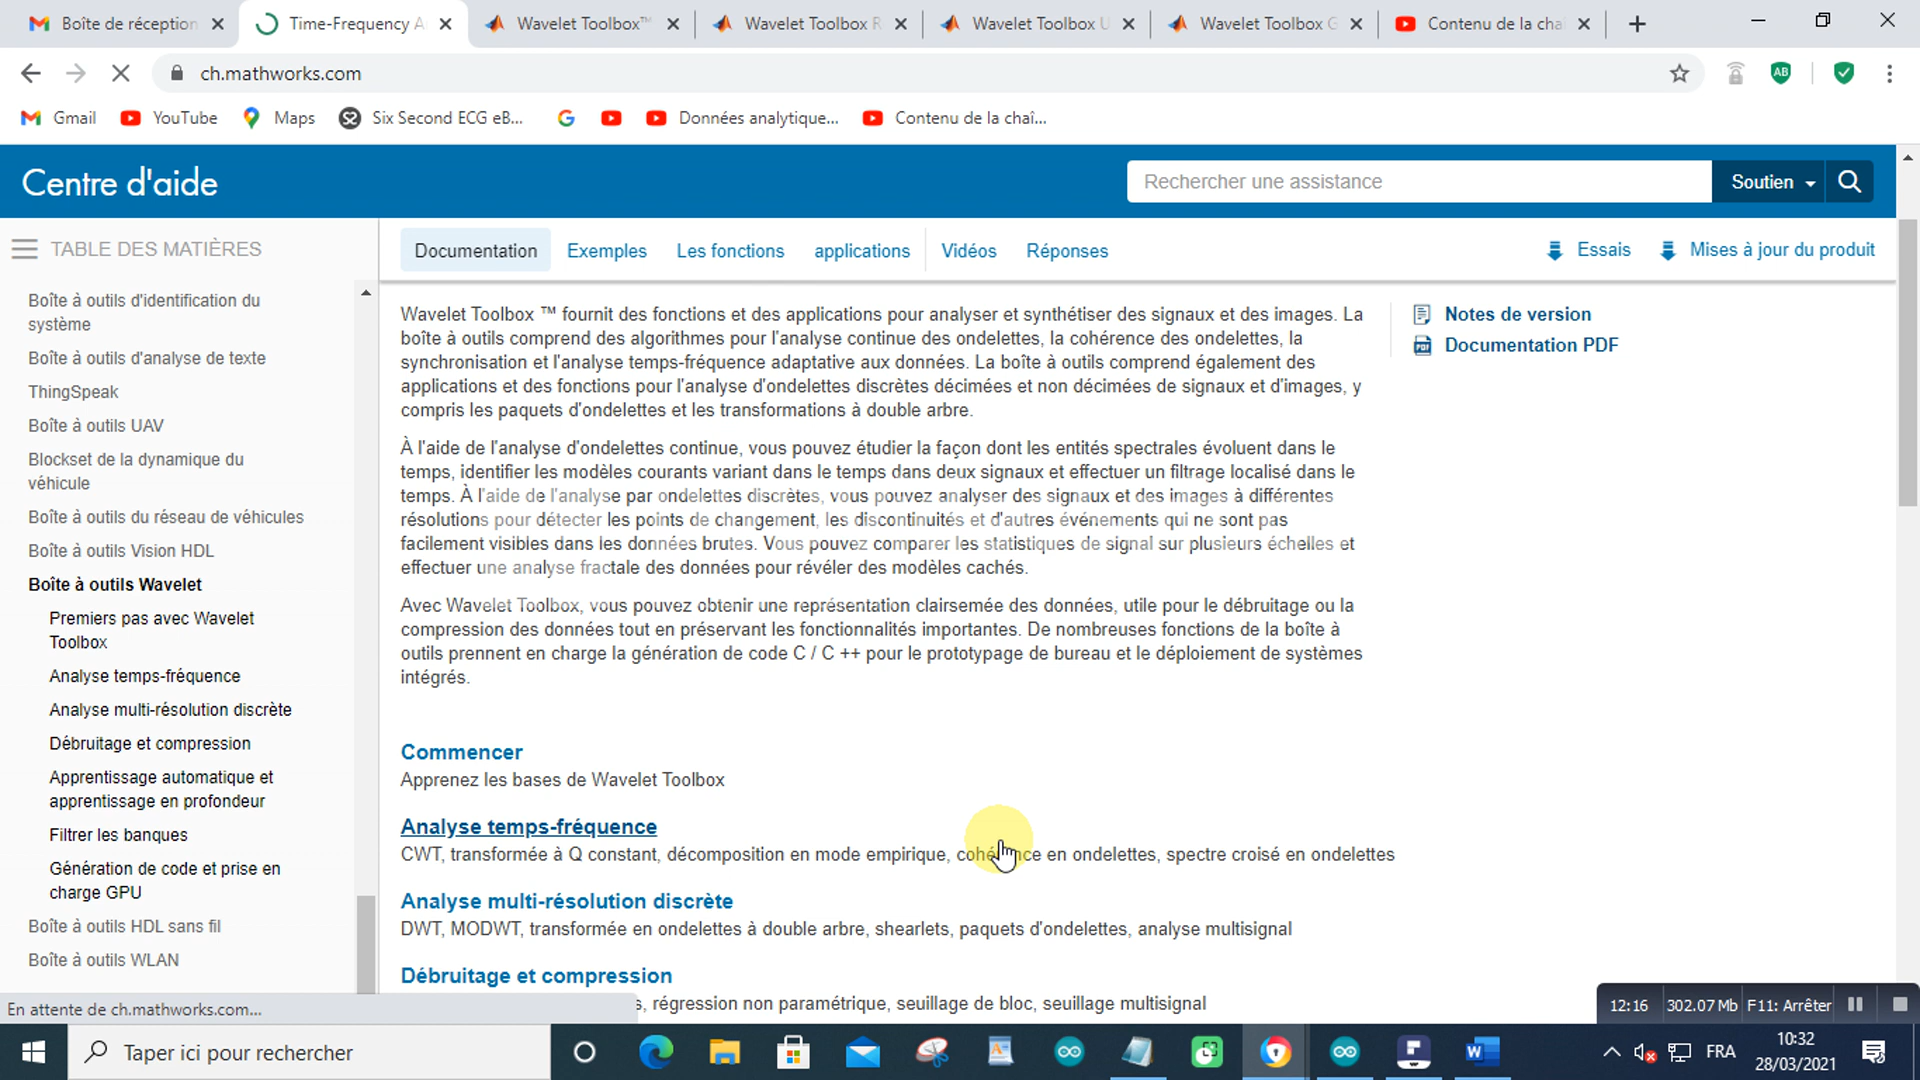 Boîte de réception
Time-Frequency A
Wavelet Toolbox™
Wavelet Toolbox R
Wavelet Toolbox U
Wavelet Toolbox G
Contenu de la cha
ch.mathworks.com
Gmail
YouTube
Maps
Six Second ECG eB...
Données analytique...
Contenu de la chaî...
Centre d'aide
Rechercher une assistance
Soutien
TABLE DES MATIÈRES
Documentation
Exemples
Les fonctions
applications
Vidéos
Réponses
Essais
Mises à jour du produit
Boîte à outils d'identification du
système
Boîte à outils d'analyse de texte
ThingSpeak
Boîte à outils UAV
Blockset de la dynamique du
véhicule
Boîte à outils du réseau de véhicules
Boîte à outils Vision HDL
Boîte à outils Wavelet
Premiers pas avec Wavelet
Toolbox
Analyse temps-fréquence
Analyse multi-résolution discrète
Débruitage et compression
Apprentissage automatique et
apprentissage en profondeur
Filtrer les banques
Génération de code et prise en
charge GPU
Boîte à outils HDL sans fil
Boîte à outils WLAN
Wavelet Toolbox ™ fournit des fonctions et des applications pour analyser et synthétiser des signaux et des images. La
boîte à outils comprend des algorithmes pour l'analyse continue des ondelettes, la cohérence des ondelettes, la
synchronisation et l'analyse temps-fréquence adaptative aux données. La boîte à outils comprend également des
applications et des fonctions pour l'analyse d'ondelettes discrètes décimées et non décimées de signaux et d'images, y
compris les paquets d'ondelettes et les transformations à double arbre.
À l'aide de l'analyse d'ondelettes continue, vous pouvez étudier la façon dont les entités spectrales évoluent dans le
temps, identifier les modèles courants variant dans le temps dans deux signaux et effectuer un filtrage localisé dans le
temps. À l'aide de l'analyse par ondelettes discrètes, vous pouvez analyser des signaux et des images à différentes
résolutions pour détecter les points de changement, les discontinuités et d'autres événements qui ne sont pas
facilement visibles dans les données brutes. Vous pouvez comparer les statistiques de signal sur plusieurs échelles et
effectuer une analyse fractale des données pour révéler des modèles cachés.
Avec Wavelet Toolbox, vous pouvez obtenir une représentation clairsemée des données, utile pour le débruitage ou la
compression des données tout en préservant les fonctionnalités importantes. De nombreuses fonctions de la boîte à
outils prennent en charge la génération de code C / C ++ pour le prototypage de bureau et le déploiement de systèmes
intégrés.
Notes de version
Documentation PDF
Commencer
Apprenez les bases de Wavelet Toolbox
Analyse temps-fréquence
CWT, transformée à Q constant, décomposition en mode empirique, cohérence en ondelettes, spectre croisé en ondelettes
Analyse multi-résolution discrète
DWT, MODWT, transformée en ondelettes à double arbre, shearlets, paquets d'ondelettes, analyse multisignal
Débruitage et compression
s, régression non paramétrique, seuillage de bloc, seuillage multisignal
En attente de ch.mathworks.com...
12:16
302.07 Mb
F11: Arrêter
Taper ici pour rechercher
FRA
10:32
28/03/2021